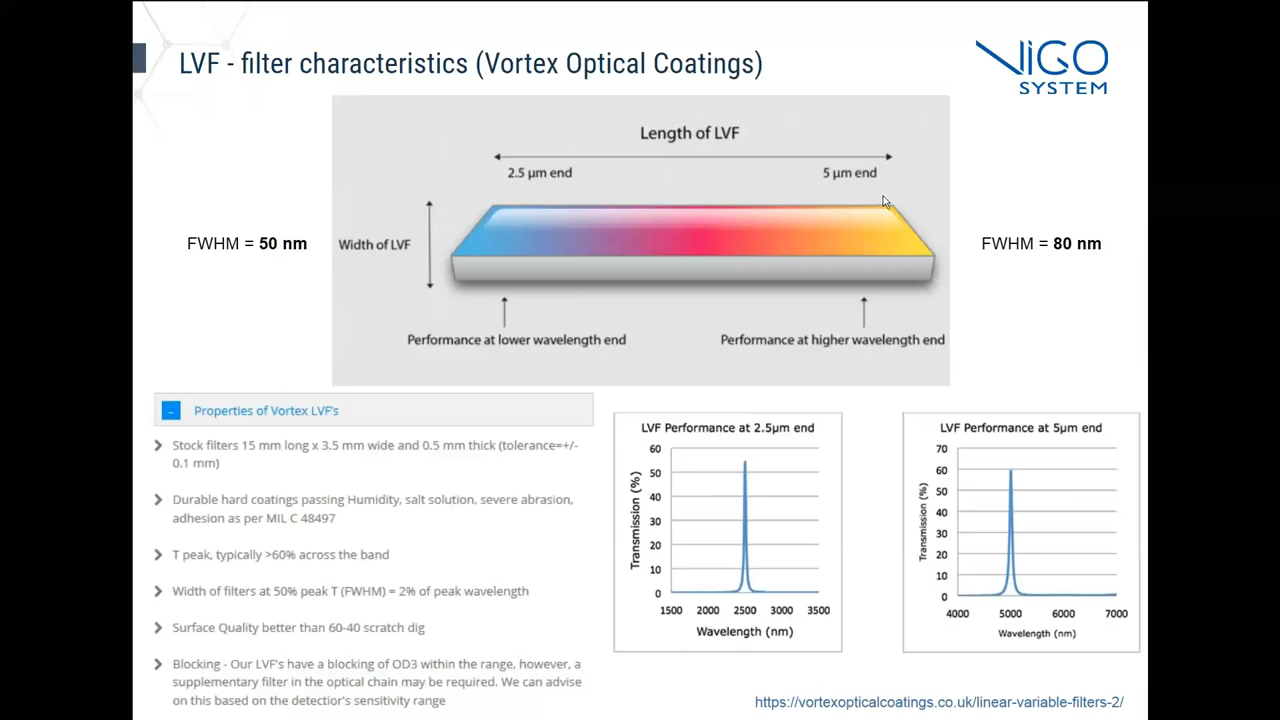 LVF - filter characteristics (Vortex Optical Coatings)
VIGO
SYSTEM
Length of LVF
2.5 µm end
5 µm end
FWHM = 50 nm
Width of LVF
FWHM = 80 nm
Performance at lower wavelength end
Performance at higher wavelength end
- Properties of Vortex LVF's
Stock filters 15 mm long x 3.5 mm wide and 0.5 mm thick (tolerance=+/-
0.1 mm)
Durable hard coatings passing Humidity, salt solution, severe abrasion,
adhesion as per MIL C 48497
T peak, typically >60% across the band
Width of filters at 50% peak T (FWHM) = 2% of peak wavelength
Surface Quality better than 60-40 scratch dig
Blocking - Our LVF's have a blocking of OD3 within the range, however, a
supplementary filter in the optical chain may be required. We can advise
on this based on the detectior's sensitivity range
LVF Performance at 2.5µm end
Transmission (%)
60
50
40
30
20
10
0
1500 2000 2500 3000 3500
Wavelength (nm)
LVF Performance at 5µm end
Transmission (%)
70
60
50
40
30
20
10
0
4000 5000 6000 7000
Wavelength (nm)
https://vortexopticalcoatings.co.uk/linear-variable-filters-2/